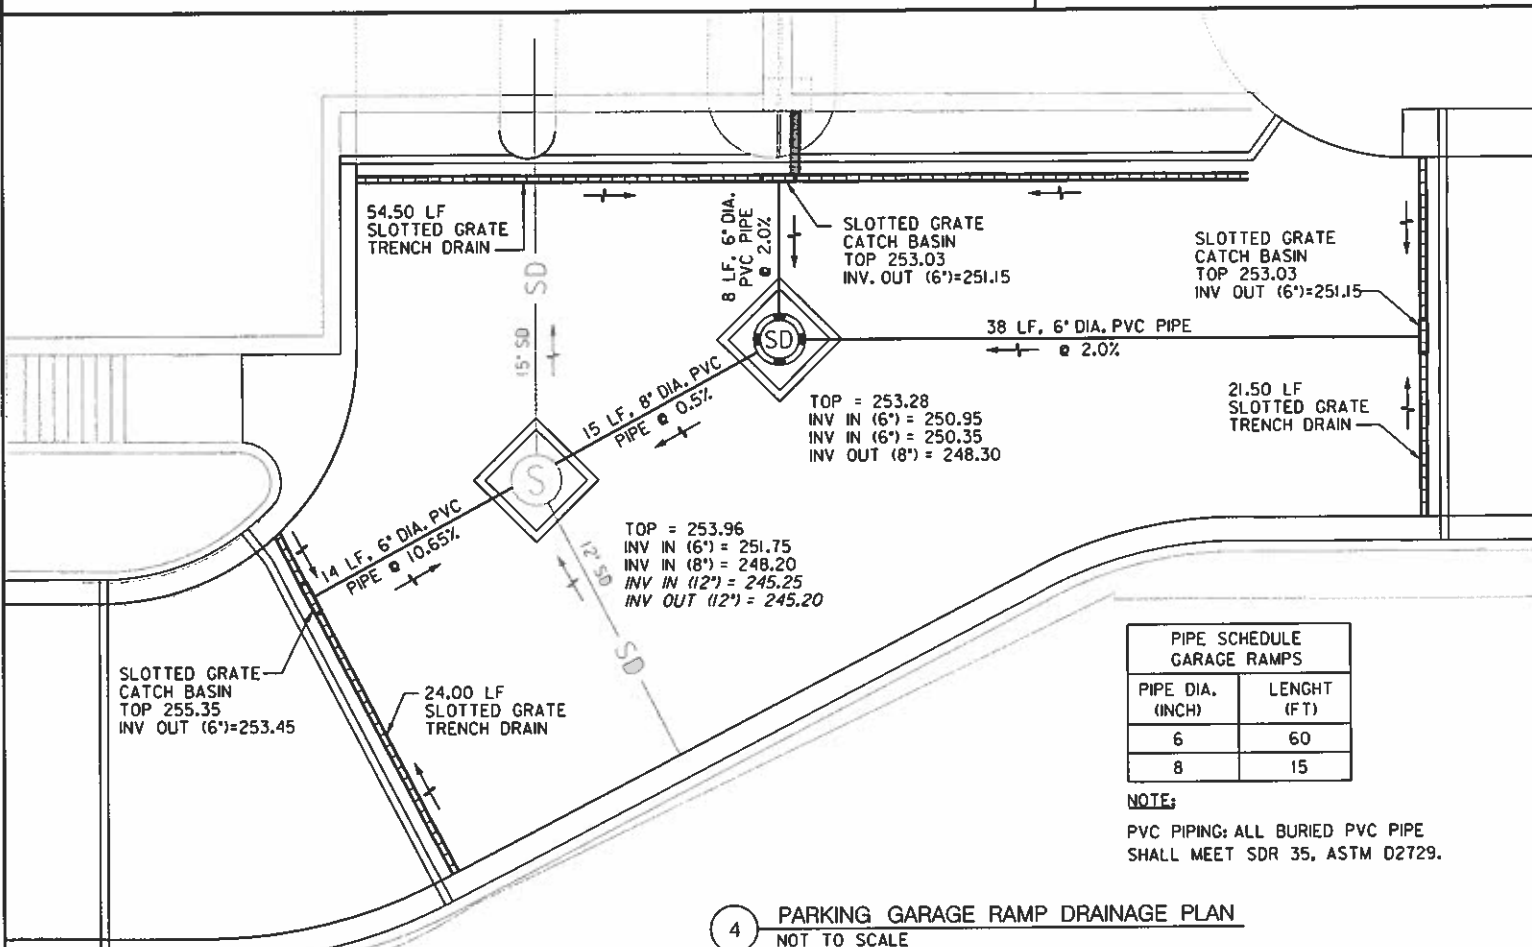 54.50 LF
SLOTTED GRATE
TRENCH DRAIN
8 LF, 6" DIA.
PVC PIPE
@ 2.0%
SLOTTED GRATE
CATCH BASIN
TOP 253.03
INV. OUT (6")=251.15
SLOTTED GRATE
CATCH BASIN
TOP 253.03
INV OUT (6")=251.15
SD
15" SD
SD
38 LF, 6" DIA. PVC PIPE
@ 2.0%
15 LF, 8" DIA. PVC
PIPE @ 0.5%
TOP = 253.28
INV IN (6") = 250.95
INV IN (6") = 250.35
INV OUT (8") = 248.30
21.50 LF
SLOTTED GRATE
TRENCH DRAIN
S
14 LF, 6" DIA. PVC
PIPE @ 10.65%
TOP = 253.96
INV IN (6") = 251.75
INV IN (8") = 248.20
INV IN (12") = 245.25
INV OUT (12") = 245.20
12" SD
SD
SLOTTED GRATE
CATCH BASIN
TOP 255.35
INV OUT (6")=253.45
24.00 LF
SLOTTED GRATE
TRENCH DRAIN
PIPE SCHEDULE
GARAGE RAMPS
PIPE DIA. (INCH) LENGHT (FT)
6 60
8 15
NOTE:
PVC PIPING: ALL BURIED PVC PIPE
SHALL MEET SDR 35, ASTM D2729.
4 PARKING GARAGE RAMP DRAINAGE PLAN
NOT TO SCALE